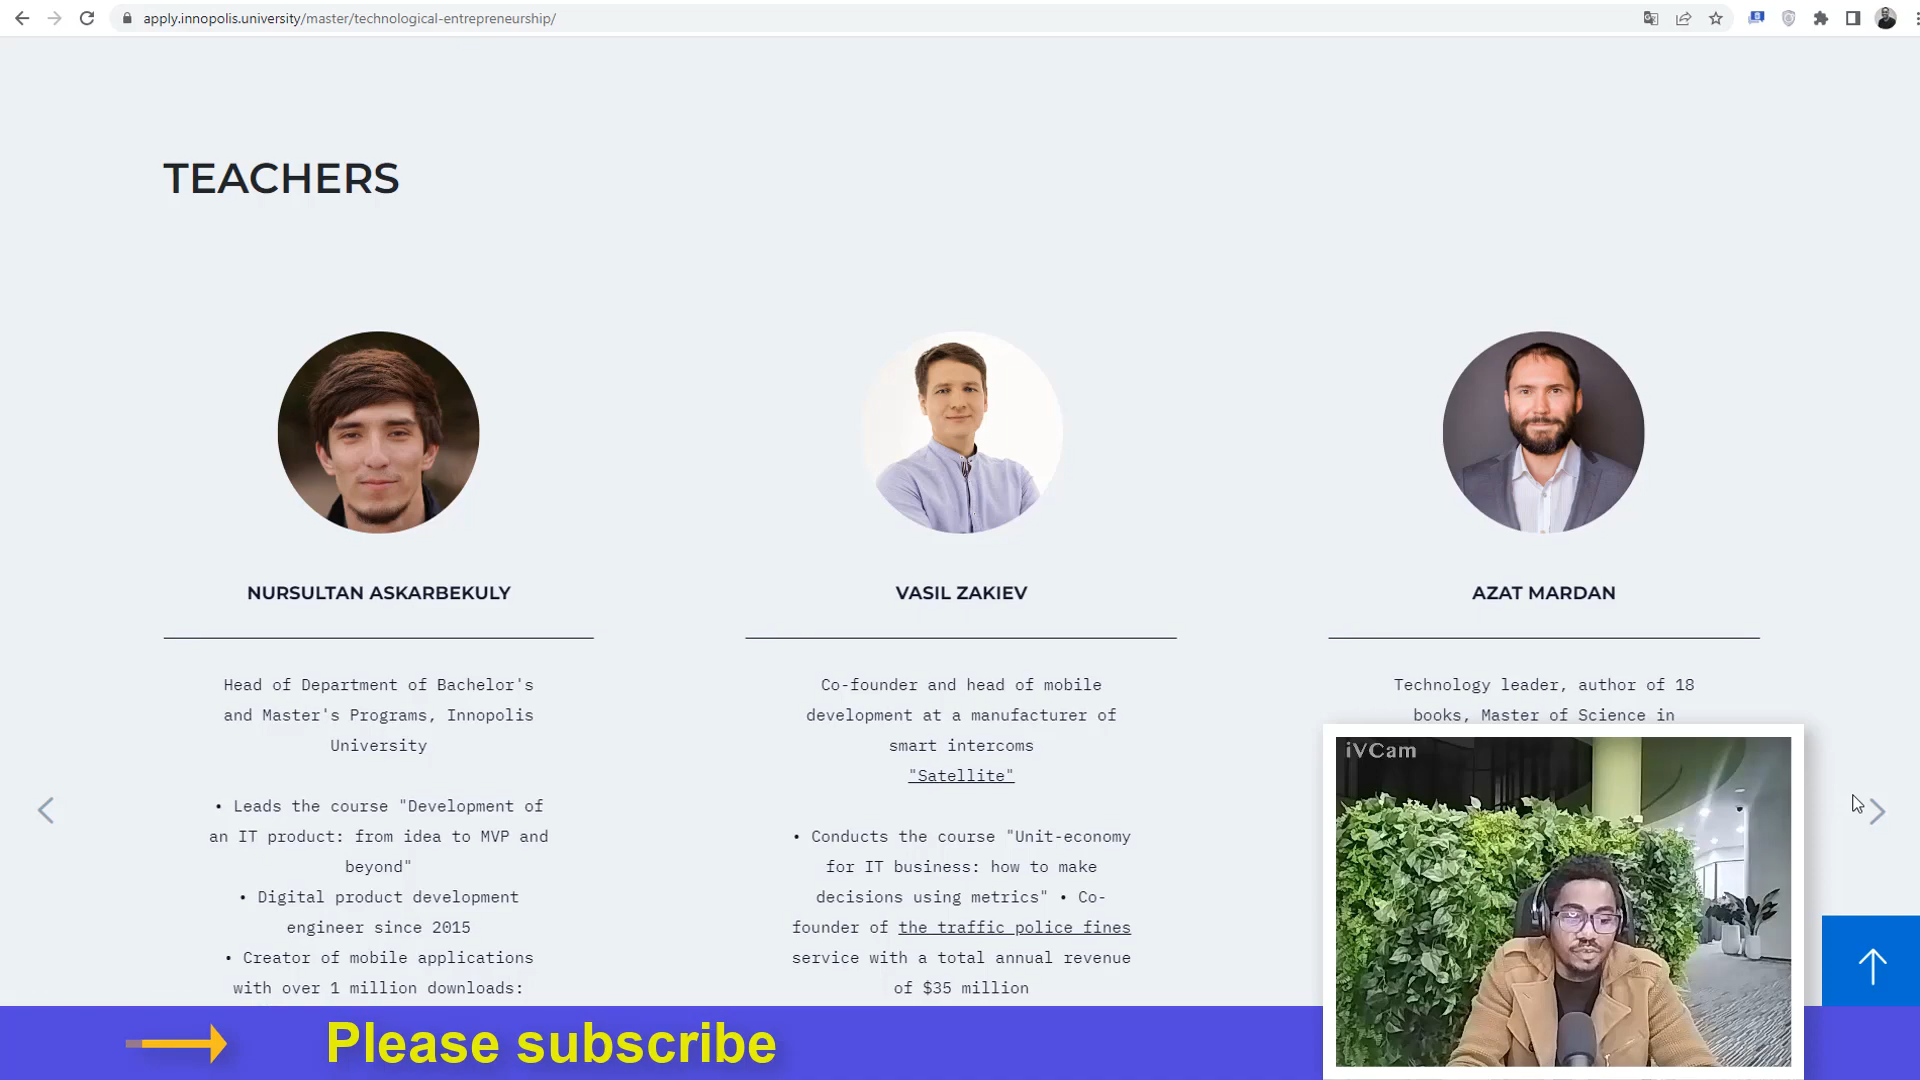 apply.innopolis.university/master/technological-entrepreneurship/
TEACHERS
NURSULTAN ASKARBEKULY
Head of Department of Bachelor's
and Master's Programs, Innopolis
University
• Leads the course "Development of
an IT product: from idea to MVP and
beyond"
• Digital product development
engineer since 2015
• Creator of mobile applications
with over 1 million downloads:
VASIL ZAKIEV
Co-founder and head of mobile
development at a manufacturer of
smart intercoms
"Satellite"
• Conducts the course "Unit-economy
for IT business: how to make
decisions using metrics" • Co-
founder of the traffic police fines
service with a total annual revenue
of $35 million
AZAT MARDAN
Technology leader, author of 18
books, Master of Science in
iVCam
Please subscribe